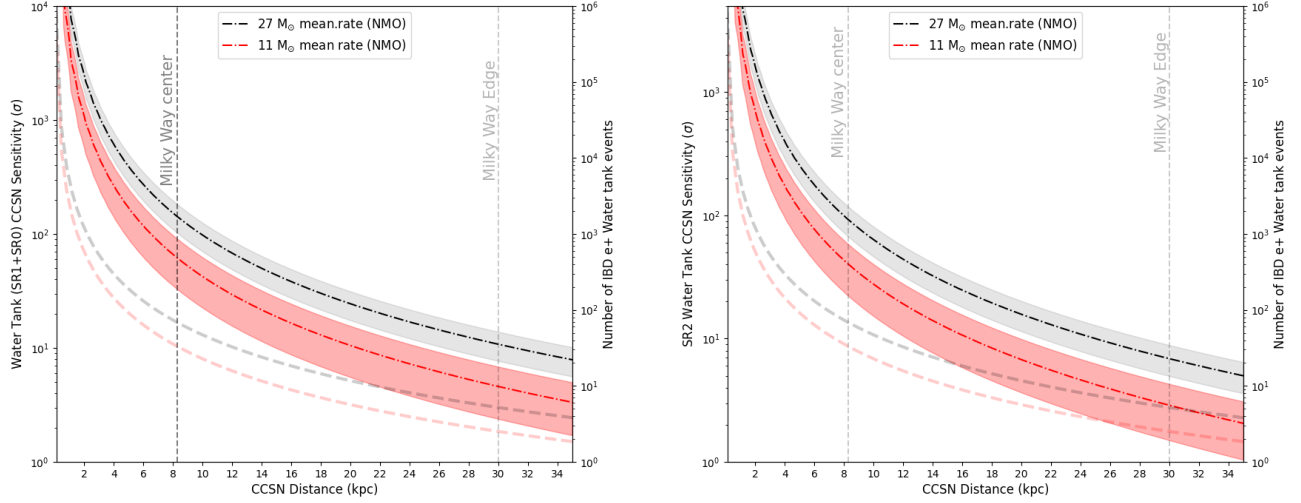 27 M⊙ mean.rate (NMO)
11 M⊙ mean.rate (NMO)
Milky Way center
Milky Way Edge
Water Tank (SR1+SR0) CCSN Sensitivity (σ)
10⁴
10³
10²
10¹
10⁰
Number of IBD e+ Water tank events
10⁶
10⁵
10⁴
10³
10²
10¹
10⁰
2 4 6 8 10 12 14 16 18 20 22 24 26 28 30 32 34
CCSN Distance (kpc)
27 M⊙ mean.rate (NMO)
11 M⊙ mean.rate (NMO)
Milky Way center
Milky Way Edge
SR2 Water Tank CCSN Sensitivity (σ)
10³
10²
10¹
10⁰
Number of IBD e+ Water tank events
10⁶
10⁵
10⁴
10³
10²
10¹
10⁰
2 4 6 8 10 12 14 16 18 20 22 24 26 28 30 32 34
CCSN Distance (kpc)